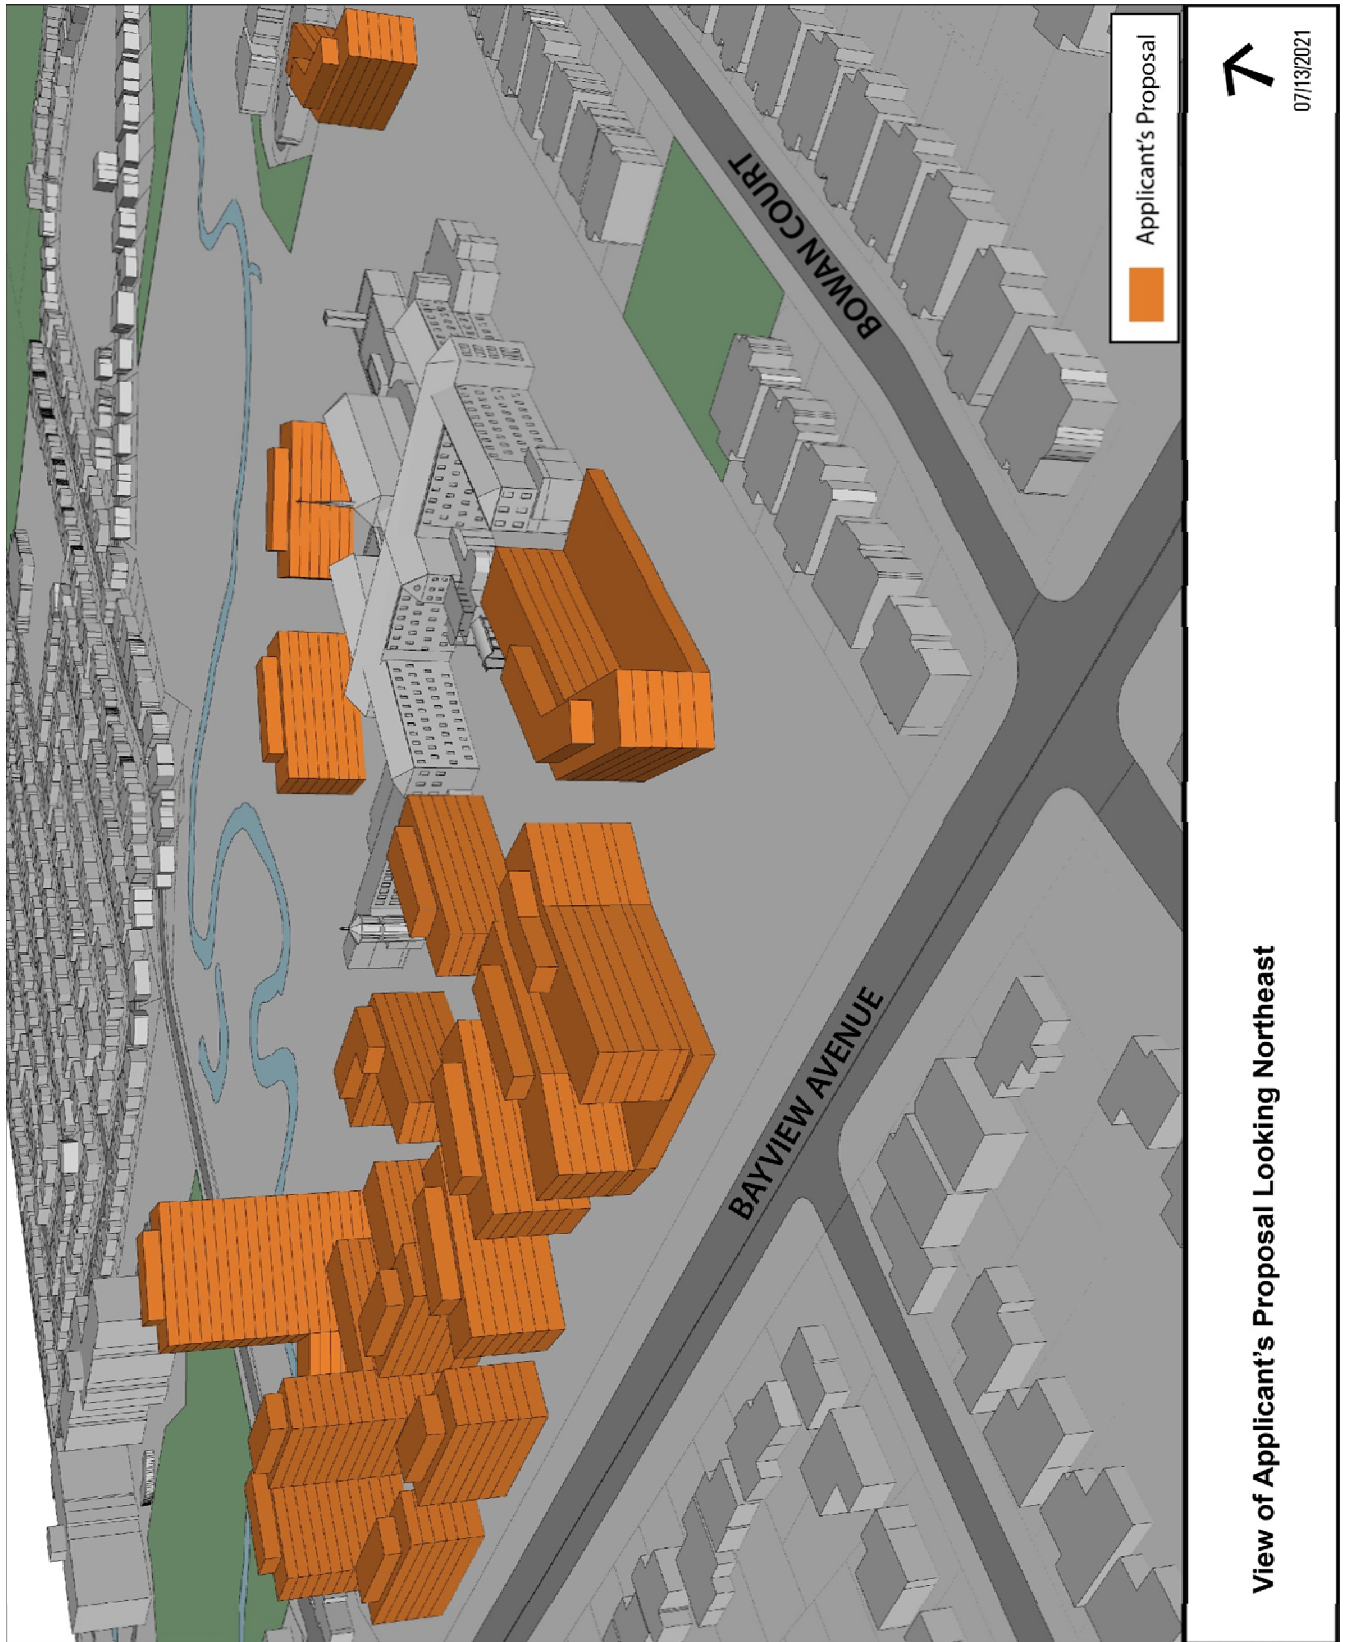 BOWAN COURT
BAYVIEW AVENUE
Applicant's Proposal
View of Applicant's Proposal Looking Northeast
07/13/2021